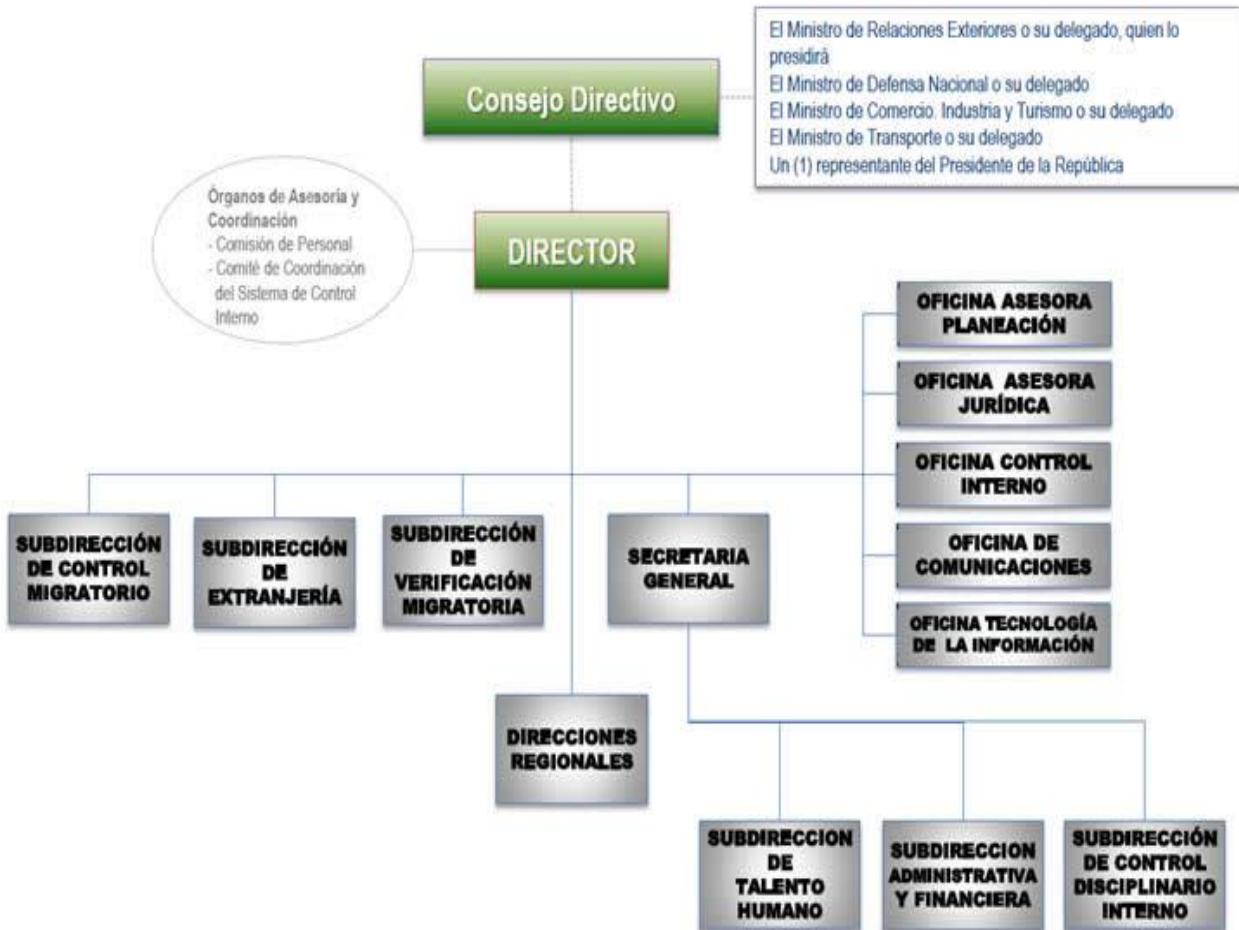 Consejo Directivo
El Ministro de Relaciones Exteriores o su delegado, quien lo
presidirá
El Ministro de Defensa Nacional o su delegado
El Ministro de Comercio. Industria y Turismo o su delegado
El Ministro de Transporte o su delegado
Un (1) representante del Presidente de la República
Órganos de Asesoría y
Coordinación
- Comisión de Personal
- Comité de Coordinación
del Sistema de Control
Interno
DIRECTOR
OFICINA ASESORA
PLANEACIÓN
OFICINA ASESORA
JURÍDICA
OFICINA CONTROL
INTERNO
OFICINA DE
COMUNICACIONES
OFICINA TECNOLOGÍA
DE LA INFORMACIÓN
SUBDIRECCIÓN
DE CONTROL
MIGRATORIO
SUBDIRECCIÓN
DE
EXTRANJERÍA
SUBDIRECCIÓN
DE
VERIFICACIÓN
MIGRATORIA
SECRETARIA
GENERAL
DIRECCIONES
REGIONALES
SUBDIRECCION
DE
TALENTO
HUMANO
SUBDIRECCION
ADMINISTRATIVA
Y FINANCIERA
SUBDIRECCIÓN
DE CONTROL
DISCIPLINARIO
INTERNO